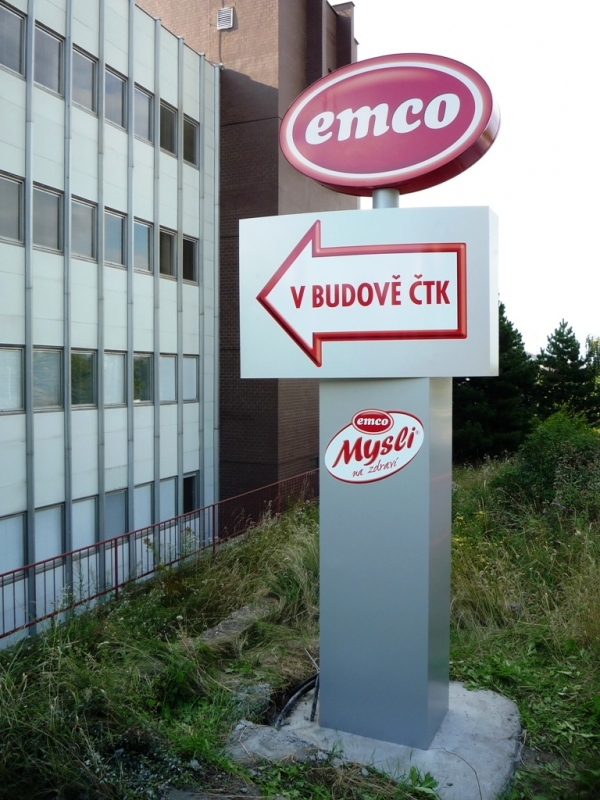 emco
V BUDOVĚ ČTK
emco
Mysli®
na zdraví